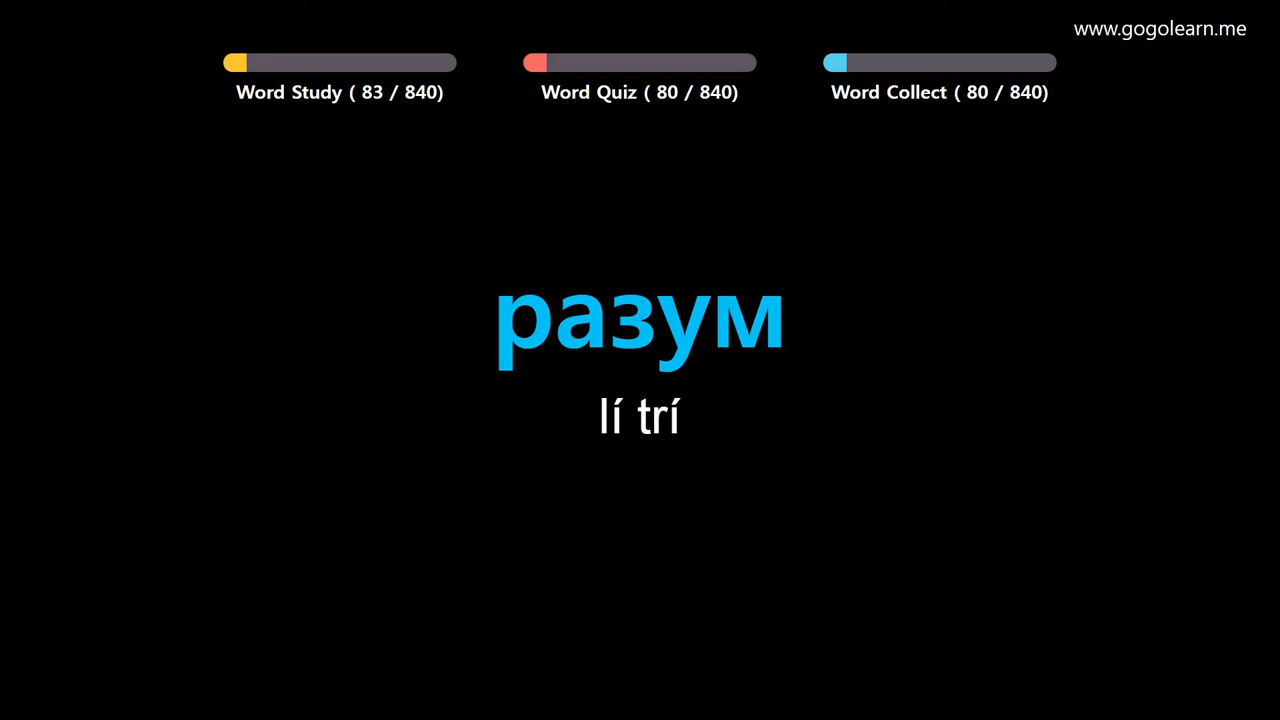 www.gogolearn.me
Word Study ( 83 / 840)
Word Quiz ( 80 / 840)
Word Collect ( 80 / 840)
разум
lí trí